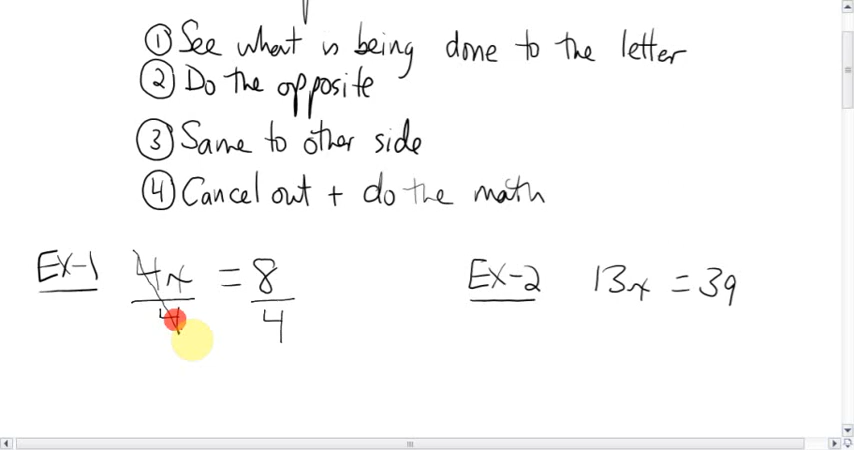 ① See what is being done to the letter
② Do the opposite
③ Same to other side
④ Cancel out + do the math
Ex-1 4x/4 = 8/4
Ex-2 13x = 39